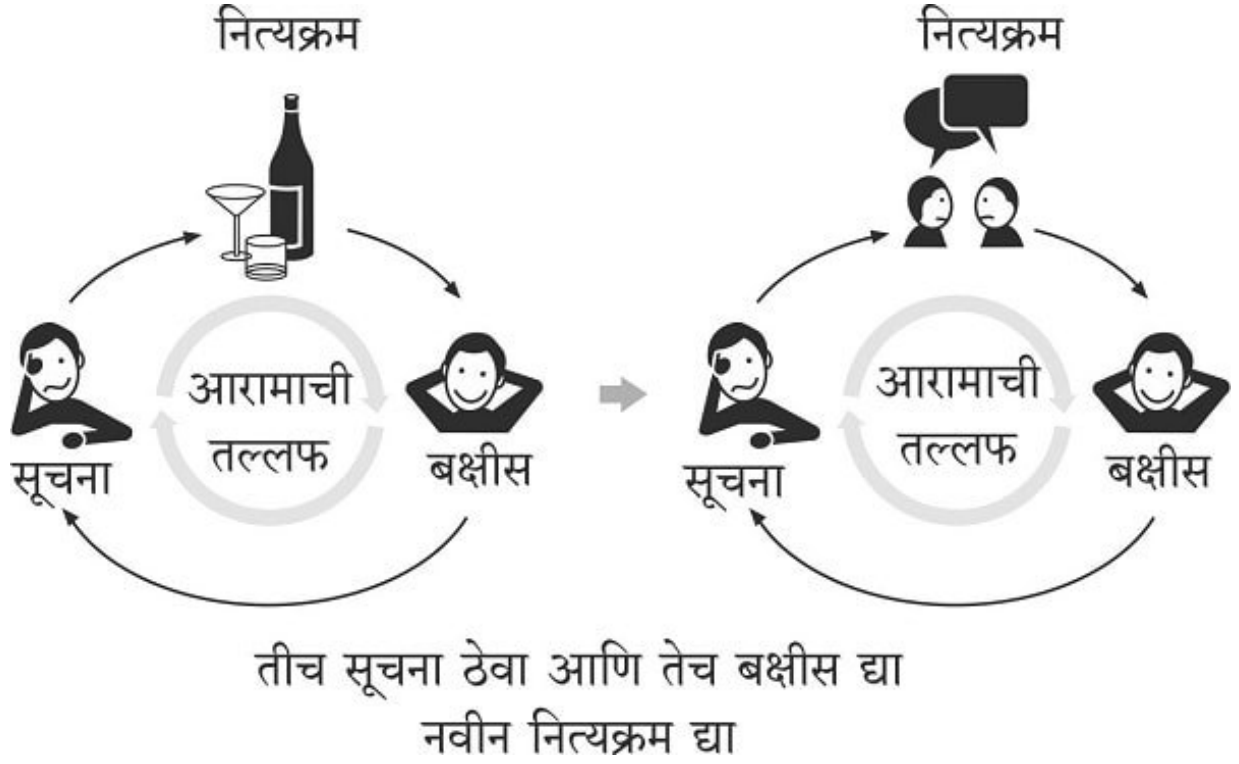 नित्यक्रम
आरामाची
तल्लफ
सूचना
बक्षीस
नित्यक्रम
आरामाची
तल्लफ
सूचना
बक्षीस
तीच सूचना ठेवा आणि तेच बक्षीस द्या
नवीन नित्यक्रम द्या